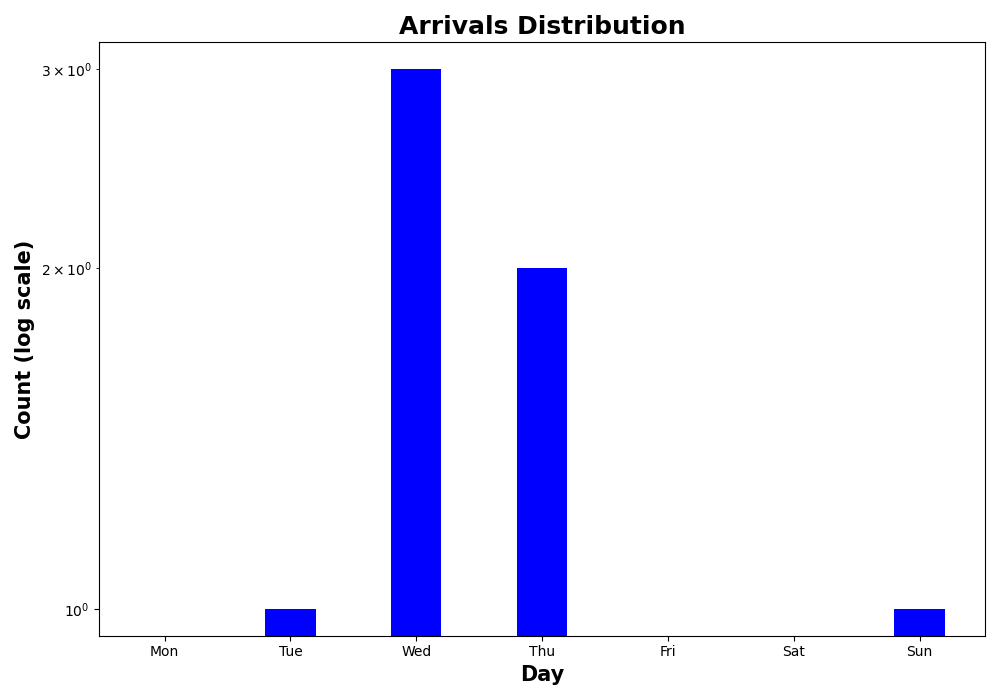 Arrivals Distribution
3 × 10⁰
2 × 10⁰
10⁰
Count (log scale)
Mon Tue Wed Thu Fri Sat Sun
Day